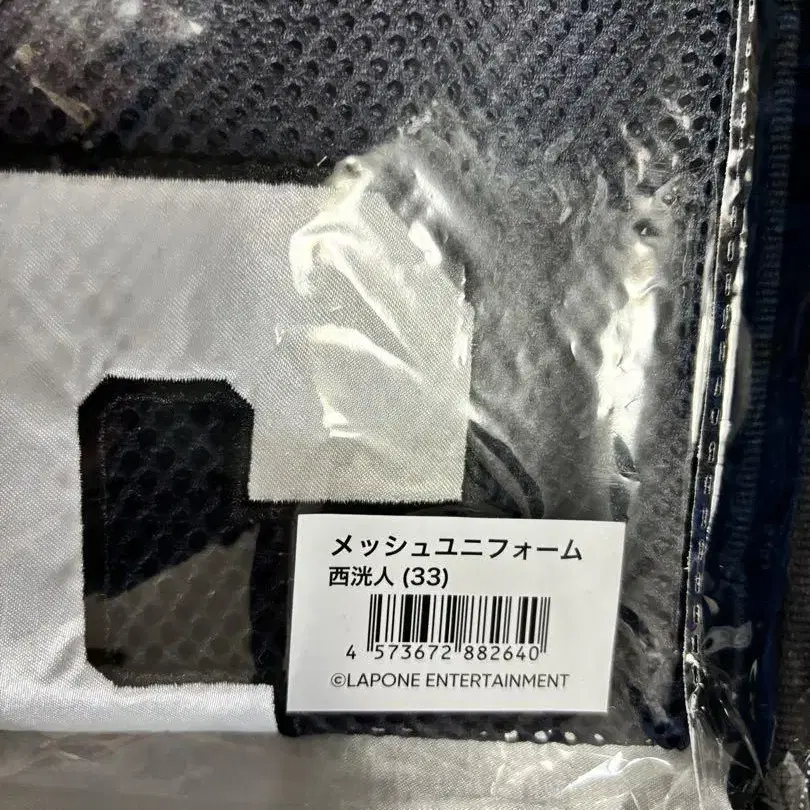 メッシュユニフォーム
西洸人 (33)
4 573672 882640
©LAPONE ENTERTAINMENT